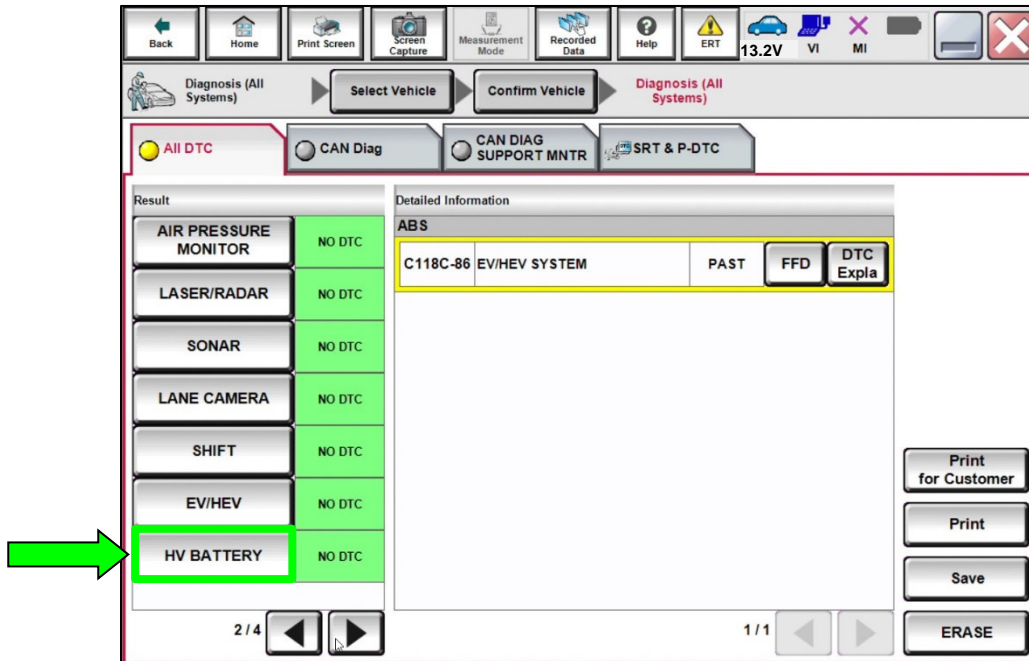 Back
Home
Print Screen
Screen
Capture
Measurement
Mode
Recorded
Data
Help
ERT
13.2V
VI
MI
Diagnosis (All
Systems)
Select Vehicle
Confirm Vehicle
Diagnosis (All
Systems)
All DTC
CAN Diag
CAN DIAG
SUPPORT MNTR
SRT & P-DTC
Result
Detailed Information
AIR PRESSURE
MONITOR
NO DTC
LASER/RADAR
NO DTC
SONAR
NO DTC
LANE CAMERA
NO DTC
SHIFT
NO DTC
EV/HEV
NO DTC
HV BATTERY
NO DTC
2/4
ABS
C118C-86 EV/HEV SYSTEM PAST FFD DTC
Expla
1/1
Print
for Customer
Print
Save
ERASE